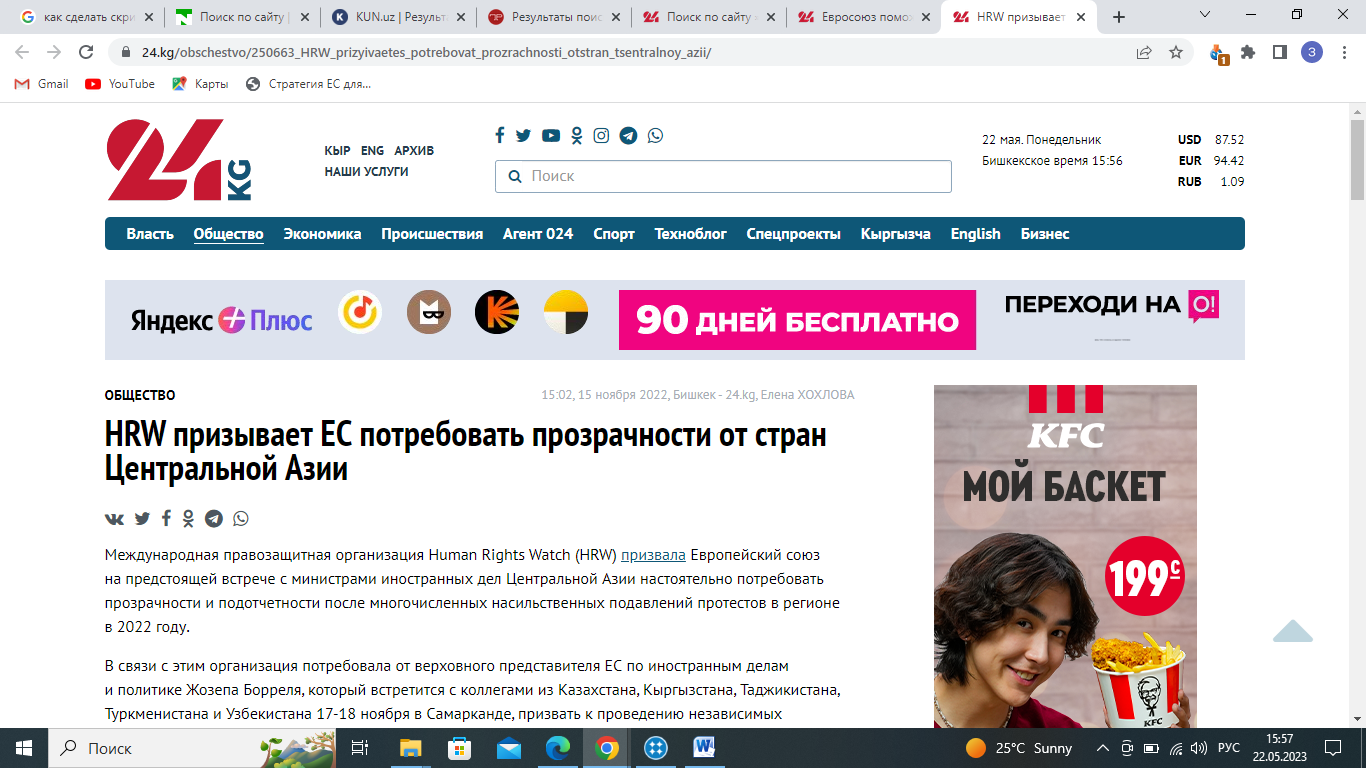 как сделать скри
Поиск по сайту |
KUN.uz | Результ
Результаты поис
Поиск по сайту «
Евросоюз помож
HRW призывает
24.kg/obschestvo/250663_HRW_prizyivaetes_potrebovat_prozrachnosti_otstran_tsentralnoy_azii/
1
З
Gmail
YouTube
Карты
Стратегия ЕС для...
24 KG
КЫР ENG АРХИВ
НАШИ УСЛУГИ
Поиск
22 мая. Понедельник
Бишкекское время 15:56
USD 87.52
EUR 94.42
RUB 1.09
Власть Общество Экономика Происшествия Агент 024 Спорт Техноблог Спецпроекты Кыргызча English Бизнес
Яндекс Плюс
90 ДНЕЙ БЕСПЛАТНО
ПЕРЕХОДИ НА О!
ОБЩЕСТВО
15:02, 15 ноября 2022, Бишкек - 24.kg, Елена ХОХЛОВА
HRW призывает ЕС потребовать прозрачности от стран
Центральной Азии
Международная правозащитная организация Human Rights Watch (HRW) призвала Европейский союз
на предстоящей встрече с министрами иностранных дел Центральной Азии настоятельно потребовать
прозрачности и подотчетности после многочисленных насильственных подавлений протестов в регионе
в 2022 году.
В связи с этим организация потребовала от верховного представителя ЕС по иностранным делам
и политике Жозепа Борреля, который встретится с коллегами из Казахстана, Кыргызстана, Таджикистана,
Туркменистана и Узбекистана 17-18 ноября в Самарканде, призвать к проведению независимых
KFC
МОЙ БАСКЕТ
199 с
KFC
Поиск
25°C Sunny
РУС
15:57
22.05.2023